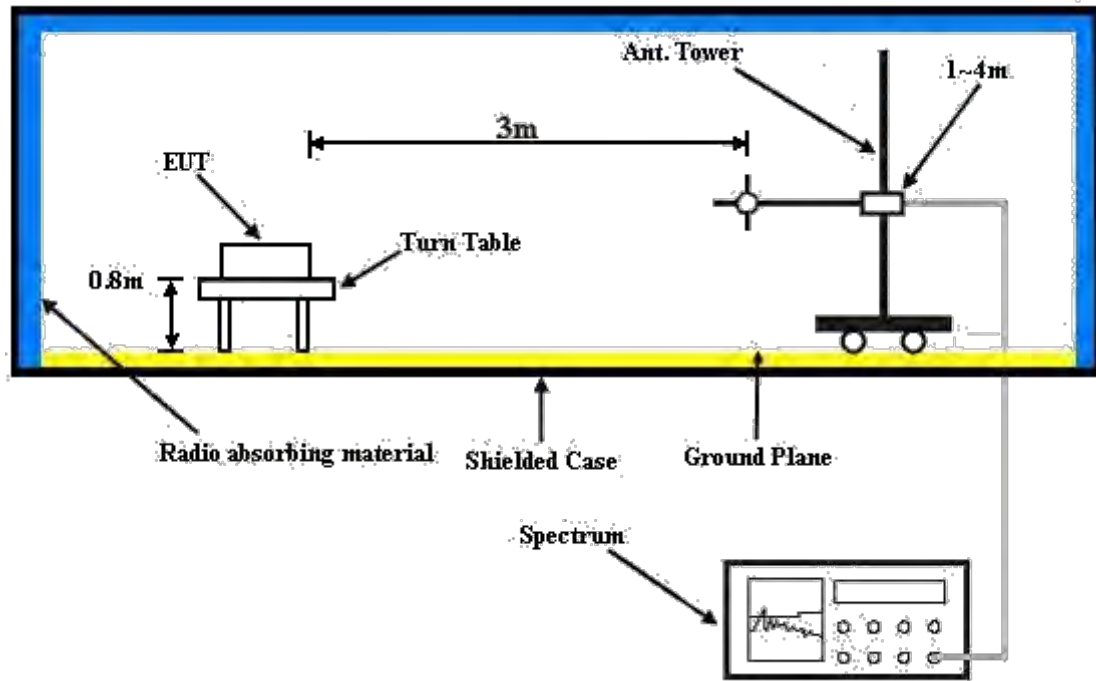 Ant. Tower
1~4m
3m
EUT
Turn Table
0.8m
Radio absorbing material
Shielded Case
Ground Plane
Spectrum